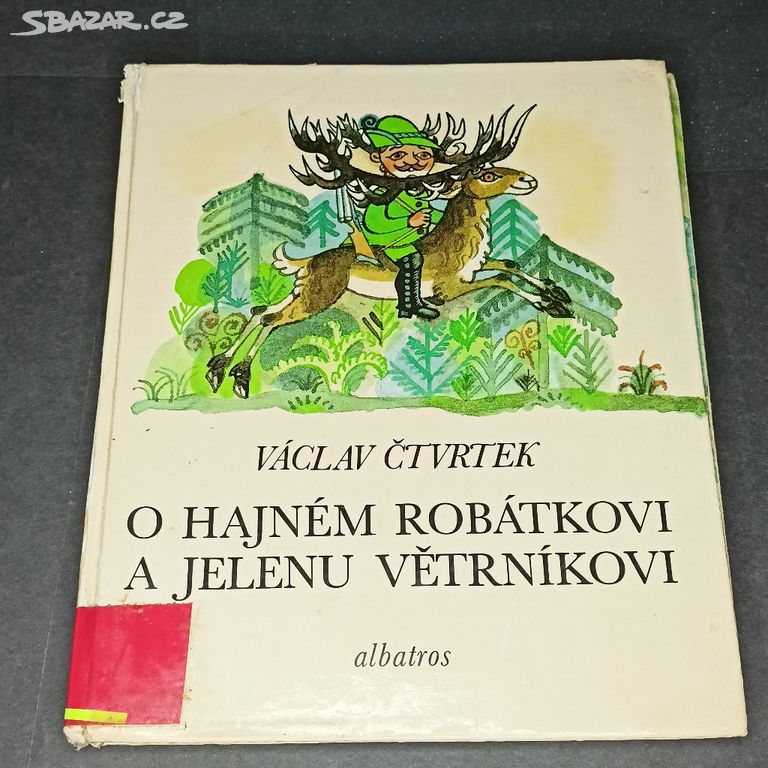 SBAZAR.CZ
VÁCLAV ČTVRTEK
O HAJNÉM ROBÁTKOVI
A JELENU VĚTRNÍKOVI
albatros